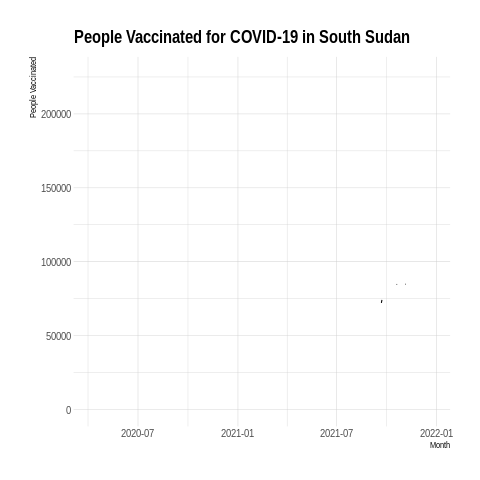 People Vaccinated for COVID-19 in South Sudan
People Vaccinated
200000
150000
100000
50000
0
2020-07 2021-01 2021-07 2022-01
Month